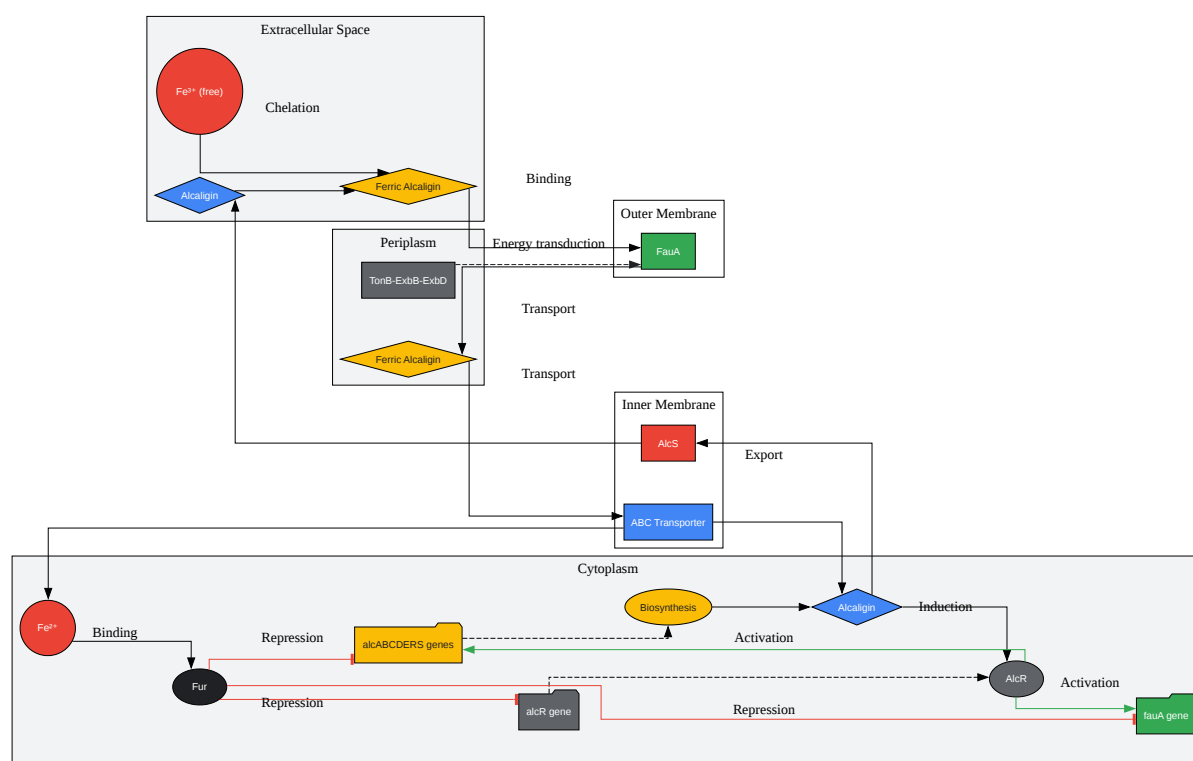 Extracellular Space
Fe³⁺ (free)
Chelation
Ferric Alcaligin
Alcaligin
Binding
Outer Membrane
Periplasm
Energy transduction
FauA
TonB-ExbB-ExbD
Transport
Ferric Alcaligin
Transport
Inner Membrane
AlcS
Export
ABC Transporter
Cytoplasm
Biosynthesis
Alcaligin
Induction
Fe²⁺
Binding
Repression
alcABCDERS genes
Activation
Fur
AlcR
Activation
Repression
alcR gene
Repression
fauA gene